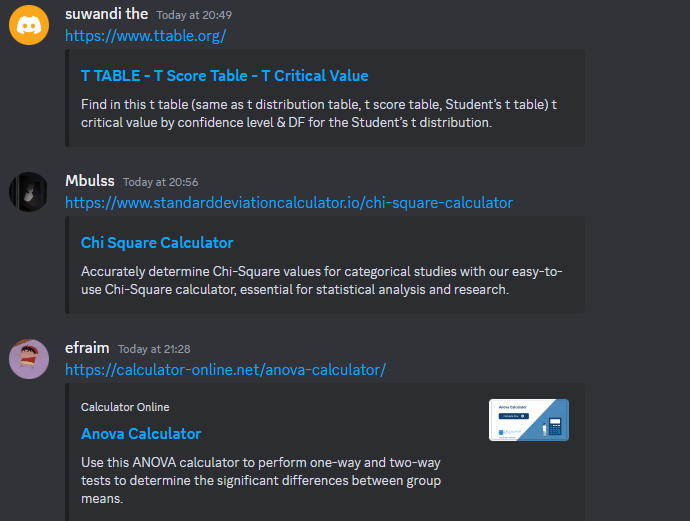 suwandi the Today at 20:49
https://www.ttable.org/
T TABLE - T Score Table - T Critical Value
Find in this t table (same as t distribution table, t score table, Student's t table) t
critical value by confidence level & DF for the Student's t distribution.
Mbulss Today at 20:56
https://www.standarddeviationcalculator.io/chi-square-calculator
Chi Square Calculator
Accurately determine Chi-Square values for categorical studies with our easy-to-
use Chi-Square calculator, essential for statistical analysis and research.
efraim Today at 21:28
https://calculator-online.net/anova-calculator/
Calculator Online
Anova Calculator
Anova Calculator
Use this ANOVA calculator to perform one-way and two-way
tests to determine the significant differences between group
means.